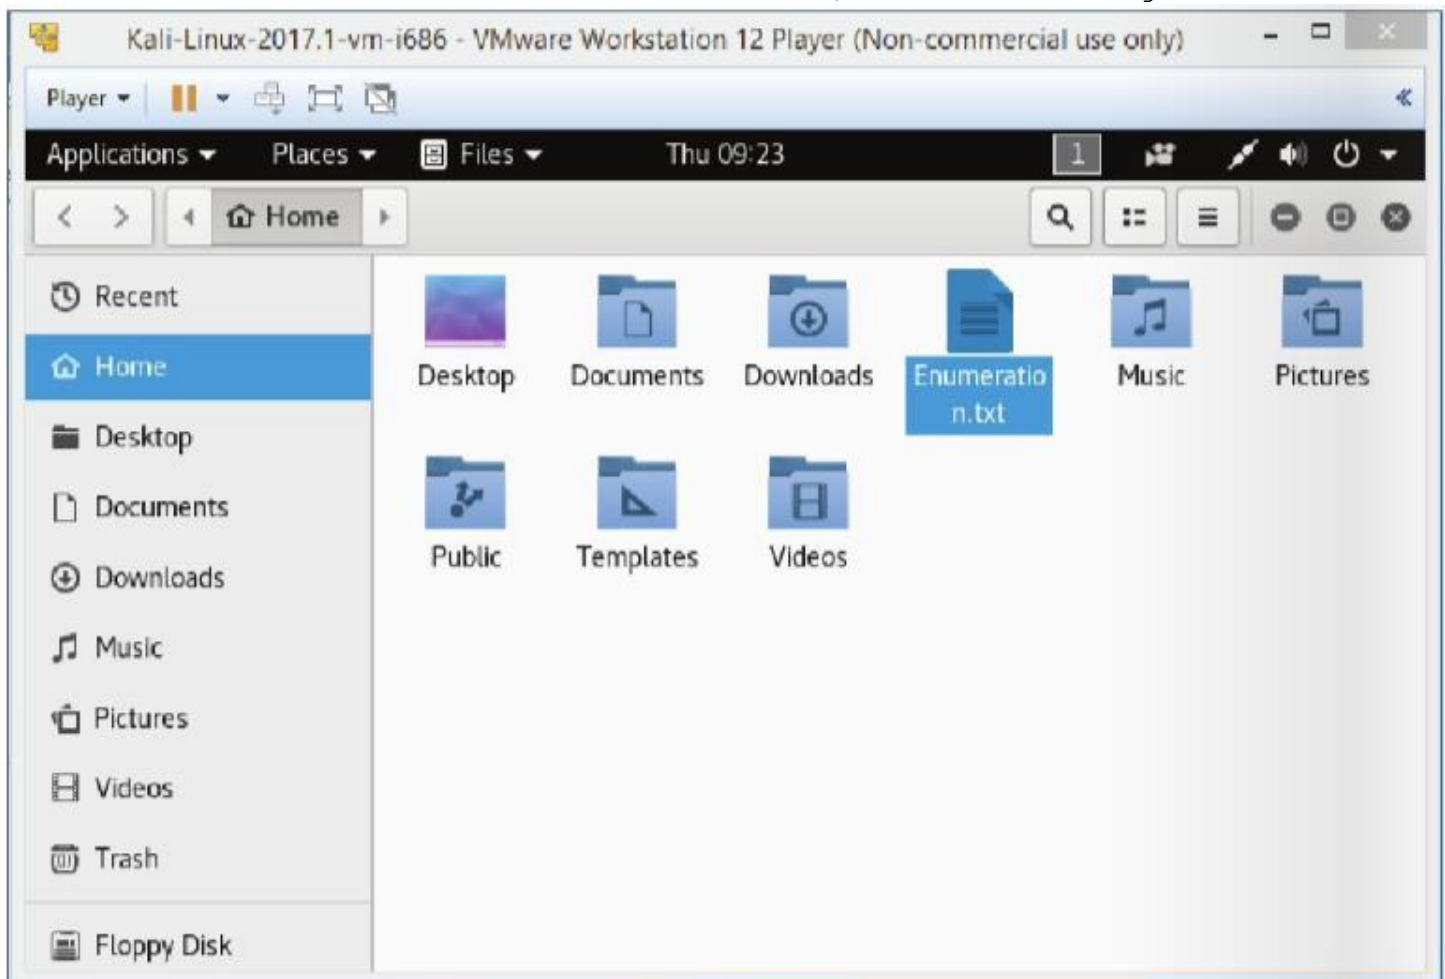 Kali-Linux-2017.1-vm-i686 - VMware Workstation 12 Player (Non-commercial use only)
Player
Applications Places Files Thu 09:23 1
Home
Recent
Home
Desktop
Documents
Downloads
Music
Pictures
Videos
Trash
Floppy Disk
Desktop Documents Downloads Enumeratio Music Pictures
n.txt
Public Templates Videos